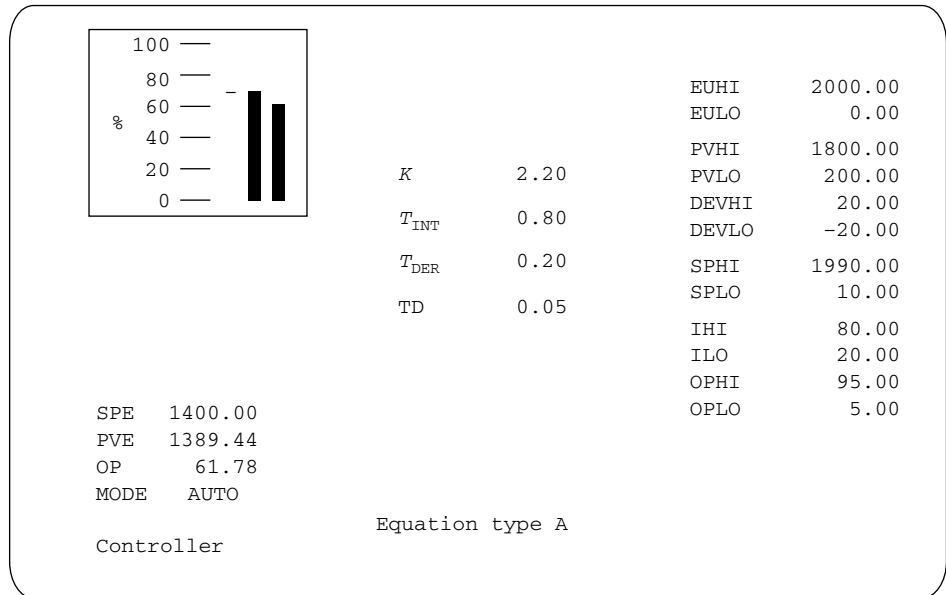 100
80
60
%
40
20
0
K 2.20
T_INT 0.80
T_DER 0.20
TD 0.05
EUHI 2000.00
EULO 0.00
PVHI 1800.00
PVLO 200.00
DEVHI 20.00
DEVLO –20.00
SPHI 1990.00
SPLO 10.00
IHI 80.00
ILO 20.00
OPHI 95.00
OPLO 5.00
SPE 1400.00
PVE 1389.44
OP 61.78
MODE AUTO
Equation type A
Controller